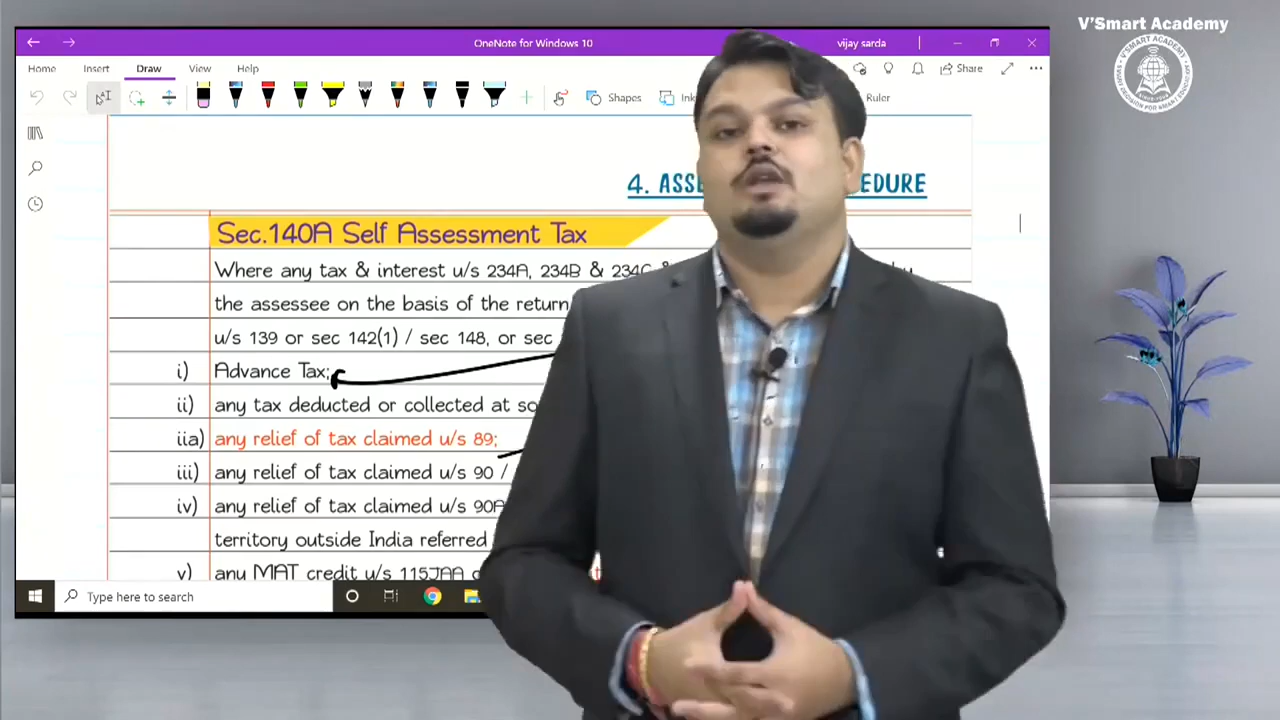 V'Smart Academy
OneNote for Windows 10
vijay sarda
Home Insert Draw View Help
Share
Shapes
Ruler
4. ASSE EDURE
Sec.140A Self Assessment Tax
Where any tax & interest u/s 234A, 234B & 234C
the assessee on the basis of the return
u/s 139 or sec 142(1) / sec 148, or sec
i) Advance Tax;
ii) any tax deducted or collected at
iia) any relief of tax claimed u/s 89;
iii) any relief of tax claimed u/s 90 /
iv) any relief of tax claimed u/s 90A
territory outside India referred
v) any MAT credit u/s 115JAA
Type here to search